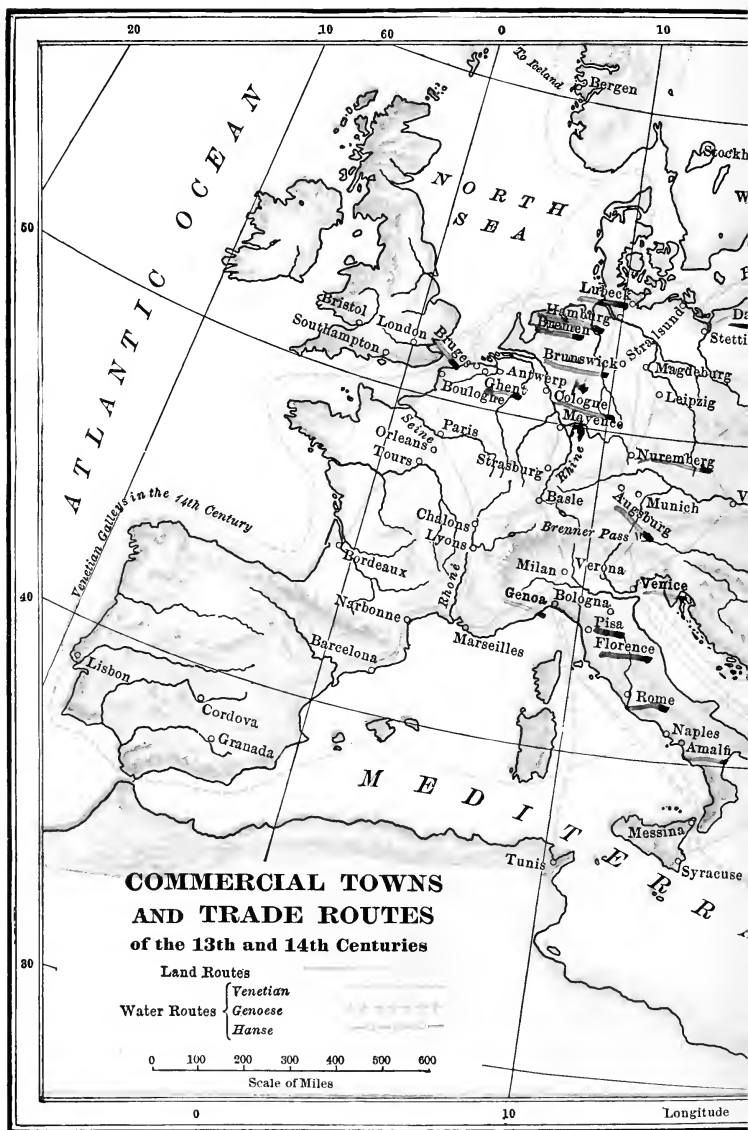 20
10
60
0
10
To Iceland
Bergen
ATLANTIC OCEAN
NORTH
SEA
50
Lubeck
Hamburg
Bremen
Strallsund
Bristol
London
Southampton
Bruges
Brunswick
Magdeburg
Antwerp
Ghent
Cologne
Leipzig
Boulogne
Mayence
Seine
Paris
Orleans
Tours
Strasburg
Rhine
Nuremberg
Basle
Munich
Augsburg
Venetian Galleys in the 14th Century
Chalons
Brenner Pass
Lyons
Bordeaux
Milan
Verona
Rhone
Venice
40
Genoa
Bologna
Narbonne
Pisa
Marseilles
Florence
Barcelona
Lisbon
Rome
Cordova
Naples
Granada
Amalfi
MEDITERRA
Messina
Tunis
Syracuse
COMMERCIAL TOWNS
AND TRADE ROUTES
of the 13th and 14th Centuries
Land Routes
Water Routes
Venetian
Genoese
Hanse
30
0 100 200 300 400 500 600
Scale of Miles
0
10
Longitude